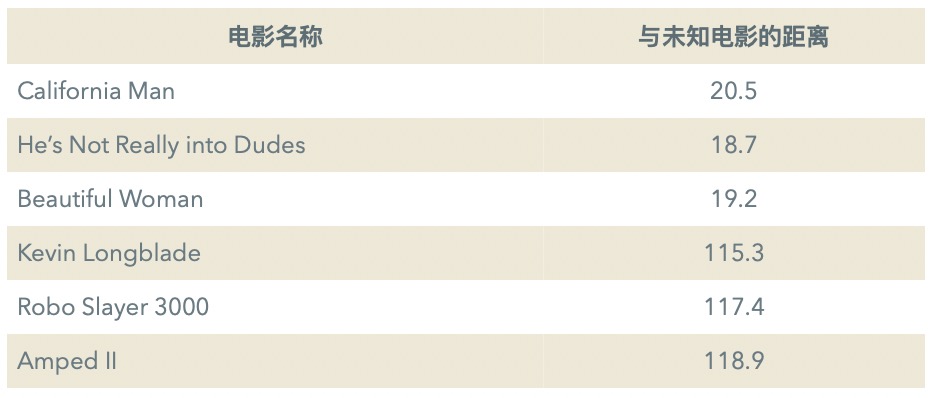 电影名称 与未知电影的距离
California Man 20.5
He’s Not Really into Dudes 18.7
Beautiful Woman 19.2
Kevin Longblade 115.3
Robo Slayer 3000 117.4
Amped II 118.9